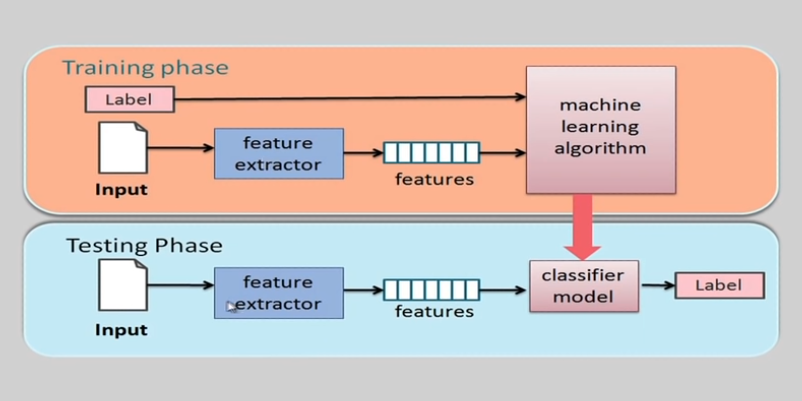 Training phase
Label
machine
learning
algorithm
feature
extractor
features
Input
Testing Phase
feature
extractor
features
classifier
model
Label
Input